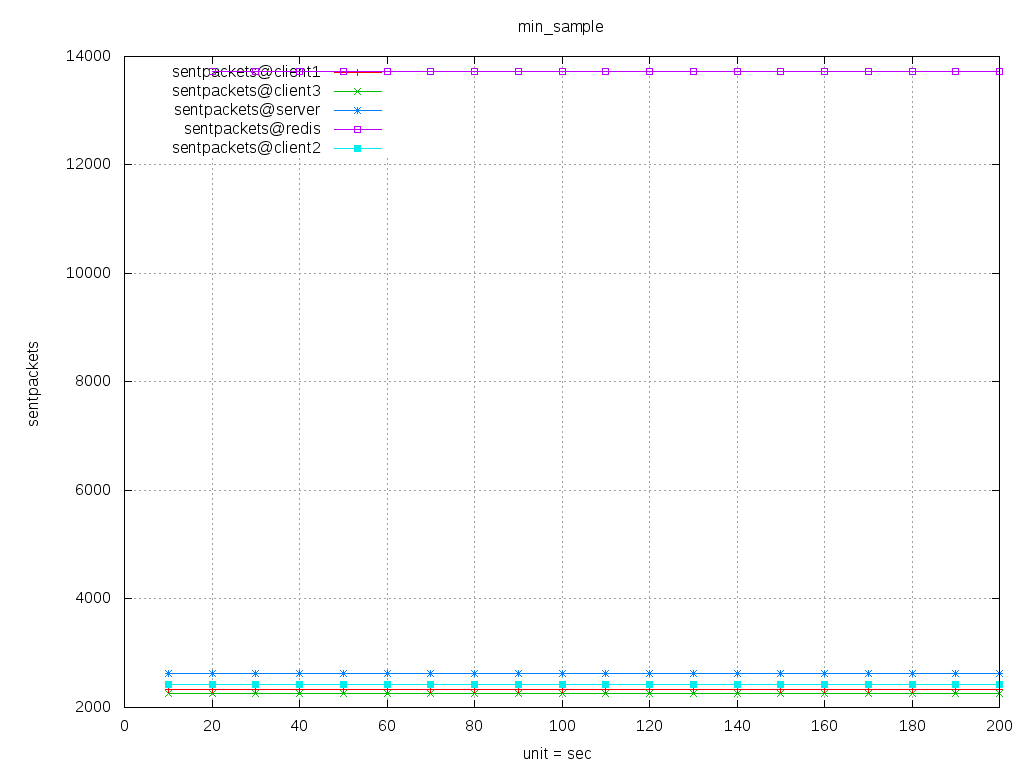 min_sample
14000
12000
10000
8000
6000
4000
2000
sentpackets
sentpackets@client1
sentpackets@client3
sentpackets@server
sentpackets@redis
sentpackets@client2
0 20 40 60 80 100 120 140 160 180 200
unit = sec